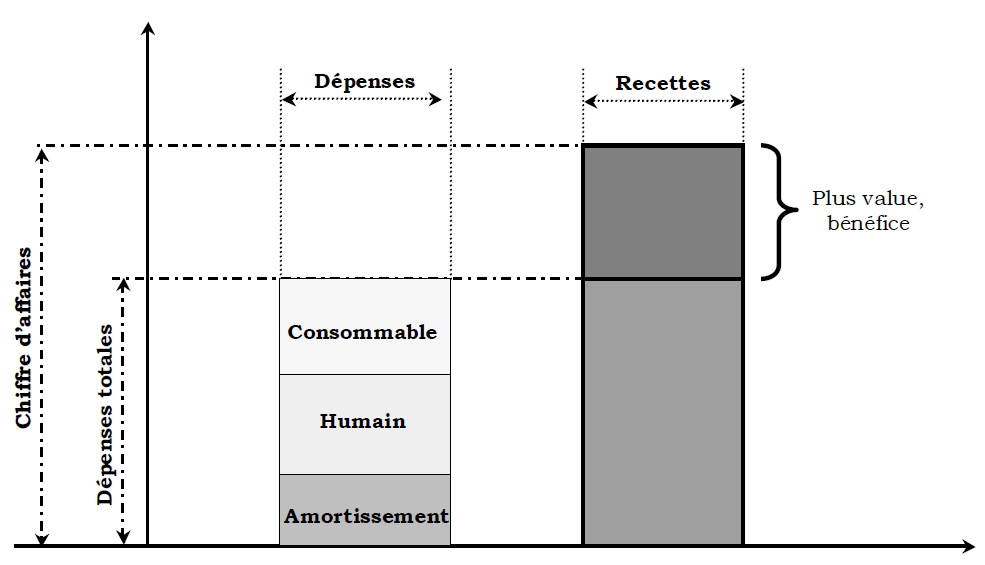 Dépenses
Recettes
Plus value,
bénéfice
Chiffre d'affaires
Dépenses totales
Consommable
Humain
Amortissement